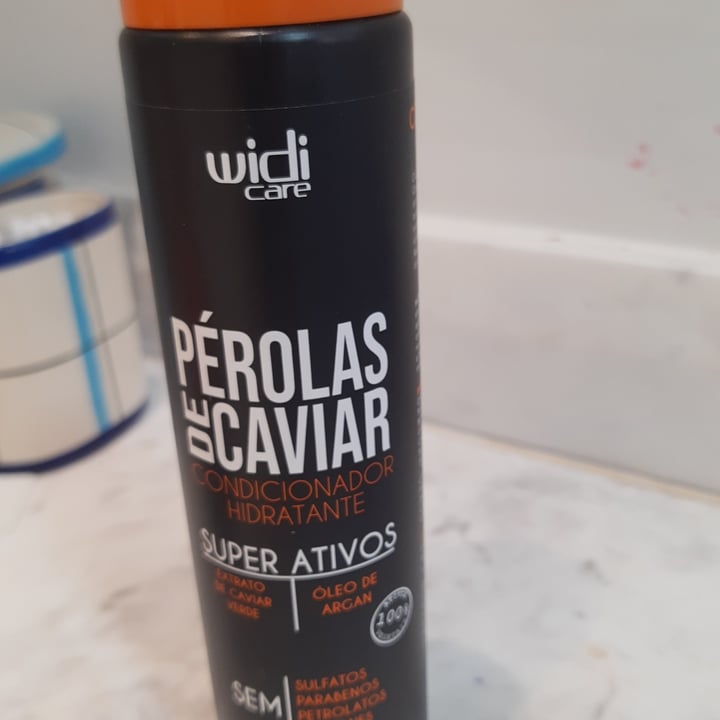 widi
care
PÉROLAS
DE CAVIAR
CONDICIONADOR
HIDRATANTE
SUPER ATIVOS
EXTRATO
DE CAVIAR
VERDE
ÓLEO DE
ARGAN
100%
SEM
SULFATOS
PARABENOS
PETROLATOS